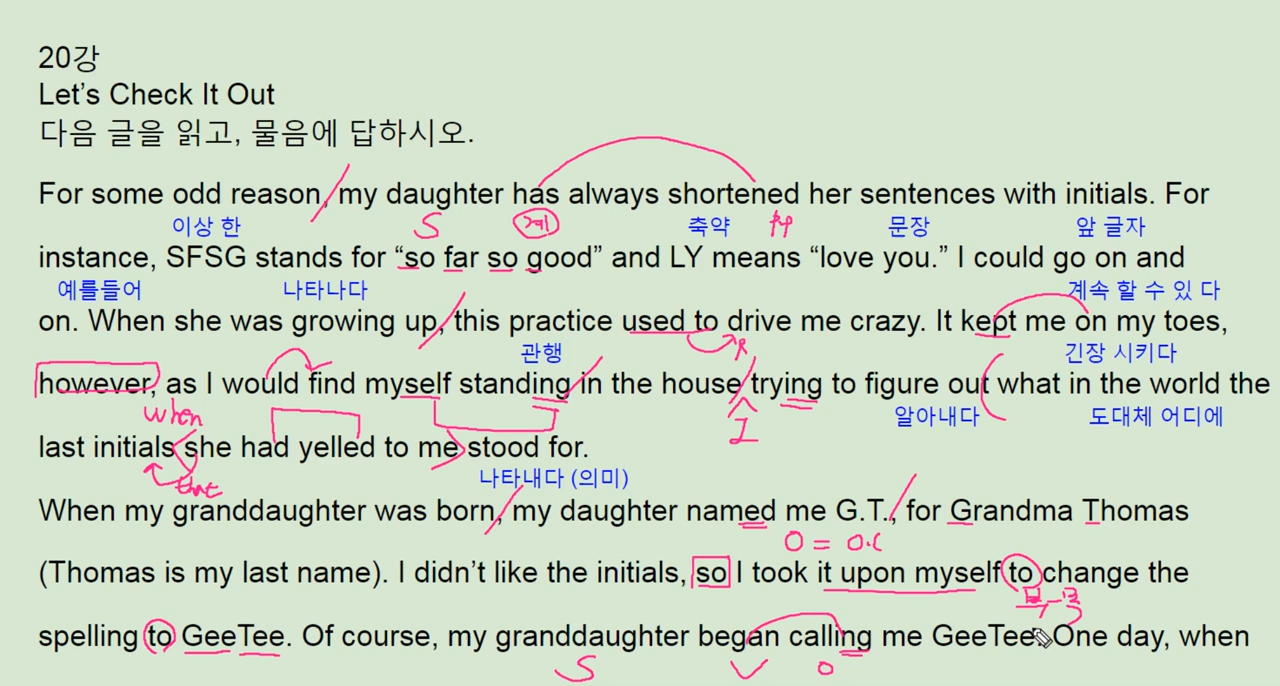 20강
Let's Check It Out
다음 글을 읽고, 물음에 답하시오.
For some odd reason, my daughter has always shortened her sentences with initials. For
이상 한 S 계 축약 PP 문장 앞 글자
instance, SFSG stands for “so far so good” and LY means “love you.” I could go on and
예를들어 나타나다 계속 할 수 있 다
on. When she was growing up, this practice used to drive me crazy. It kept me on my toes,
관행 R 긴장 시키다
however, as I would find myself standing in the house trying to figure out what in the world the
when I 알아내다 도대체 어디에
last initials she had yelled to me stood for.
that 나타내다 (의미)
When my granddaughter was born, my daughter named me G.T., for Grandma Thomas
O = O.C
(Thomas is my last name). I didn't like the initials, so I took it upon myself to change the
spelling to GeeTee. Of course, my granddaughter began calling me GeeTee. One day, when
S V O